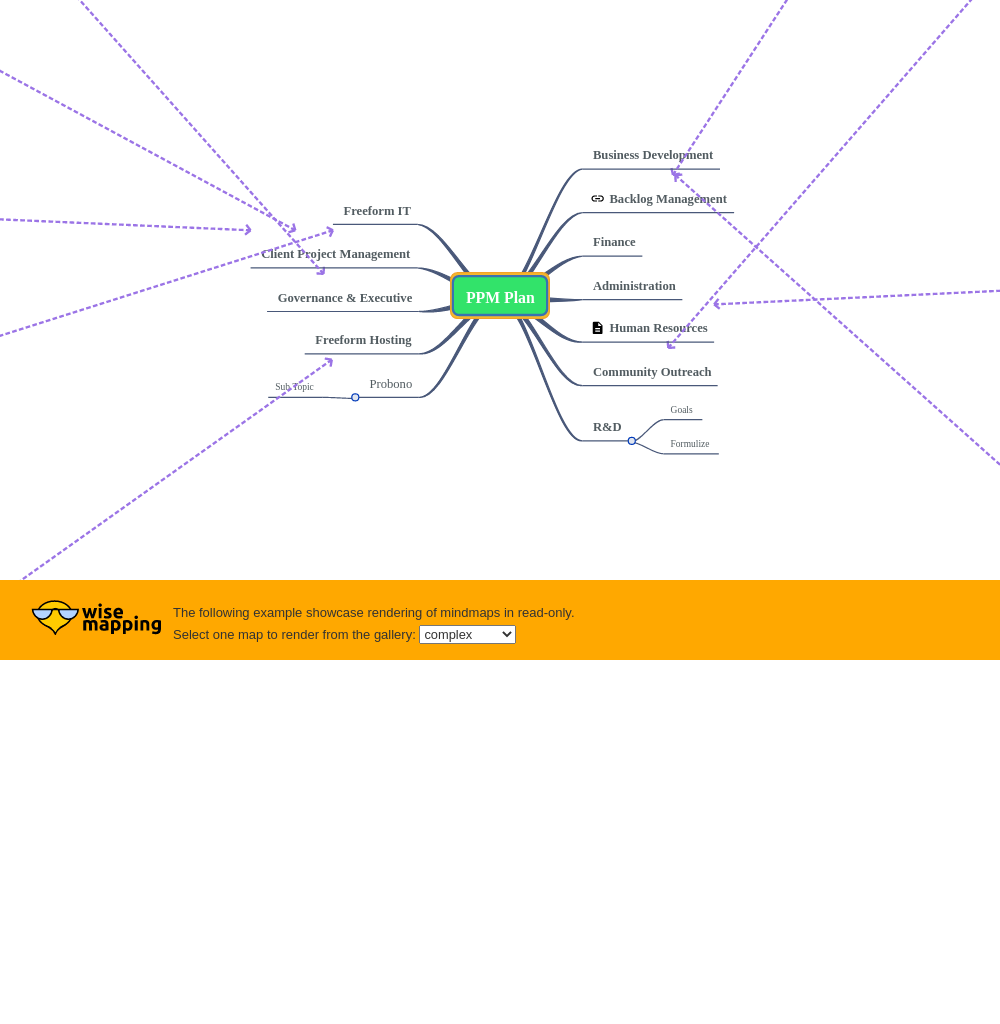 Business Development
Backlog Management
Freeform IT
Finance
Client Project Management
Administration
Governance & Executive
PPM Plan
Human Resources
Freeform Hosting
Community Outreach
Probono
Sub Topic
Goals
R&D
Formulize
wise
mapping
The following example showcase rendering of mindmaps in read-only.
Select one map to render from the gallery: complex